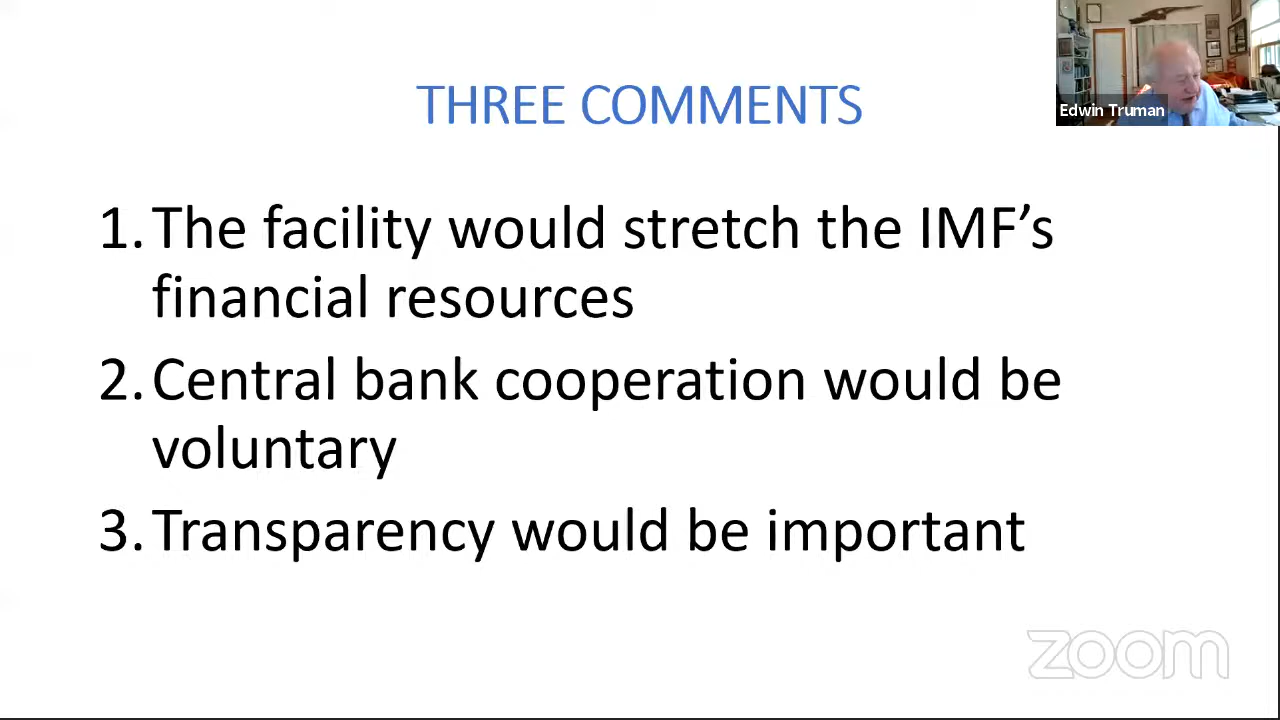 THREE COMMENTS
Edwin Truman
1. The facility would stretch the IMF’s
financial resources
2. Central bank cooperation would be
voluntary
3. Transparency would be important
zoom